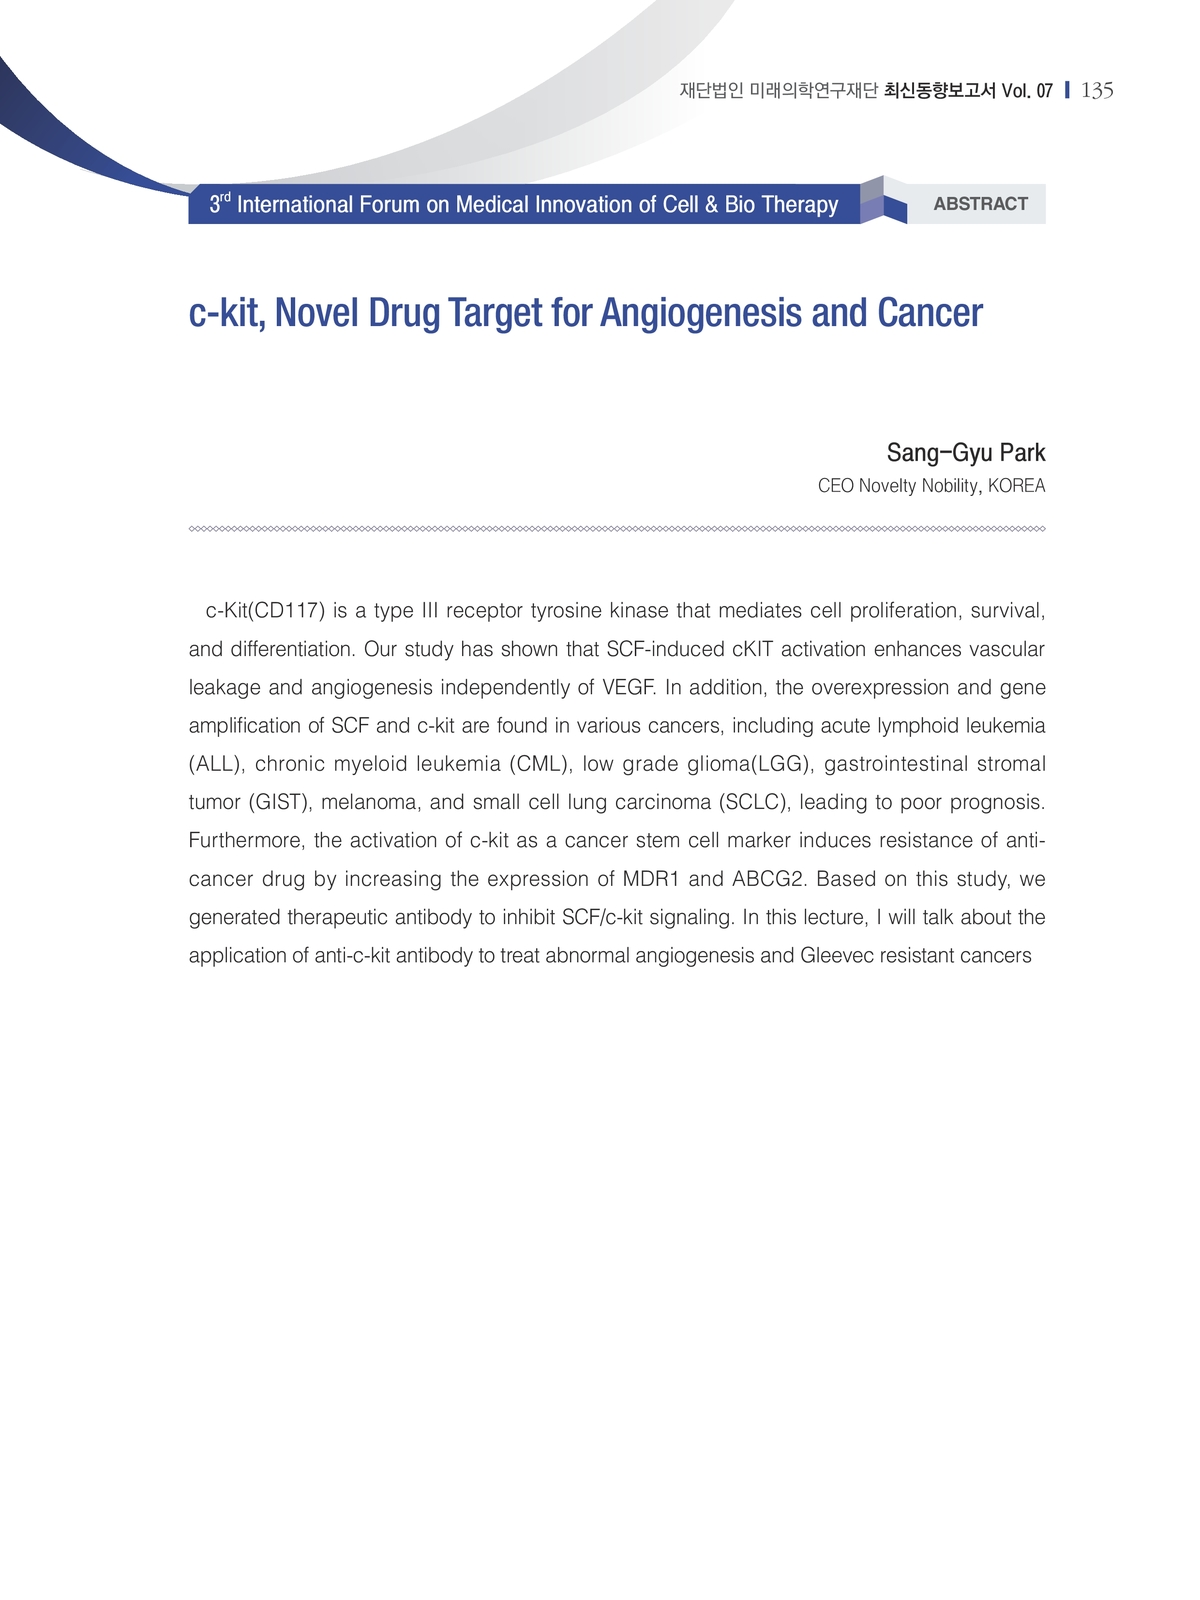 재단법인 미래의학연구재단 최신동향보고서 Vol. 07 135
3rd International Forum on Medical Innovation of Cell & Bio Therapy ABSTRACT
c-kit, Novel Drug Target for Angiogenesis and Cancer
Sang-Gyu Park
CEO Novelty Nobility, KOREA
c-Kit(CD117) is a type III receptor tyrosine kinase that mediates cell proliferation, survival,
and differentiation. Our study has shown that SCF-induced cKIT activation enhances vascular
leakage and angiogenesis independently of VEGF. In addition, the overexpression and gene
amplification of SCF and c-kit are found in various cancers, including acute lymphoid leukemia
(ALL), chronic myeloid leukemia (CML), low grade glioma(LGG), gastrointestinal stromal
tumor (GIST), melanoma, and small cell lung carcinoma (SCLC), leading to poor prognosis.
Furthermore, the activation of c-kit as a cancer stem cell marker induces resistance of anti-
cancer drug by increasing the expression of MDR1 and ABCG2. Based on this study, we
generated therapeutic antibody to inhibit SCF/c-kit signaling. In this lecture, I will talk about the
application of anti-c-kit antibody to treat abnormal angiogenesis and Gleevec resistant cancers